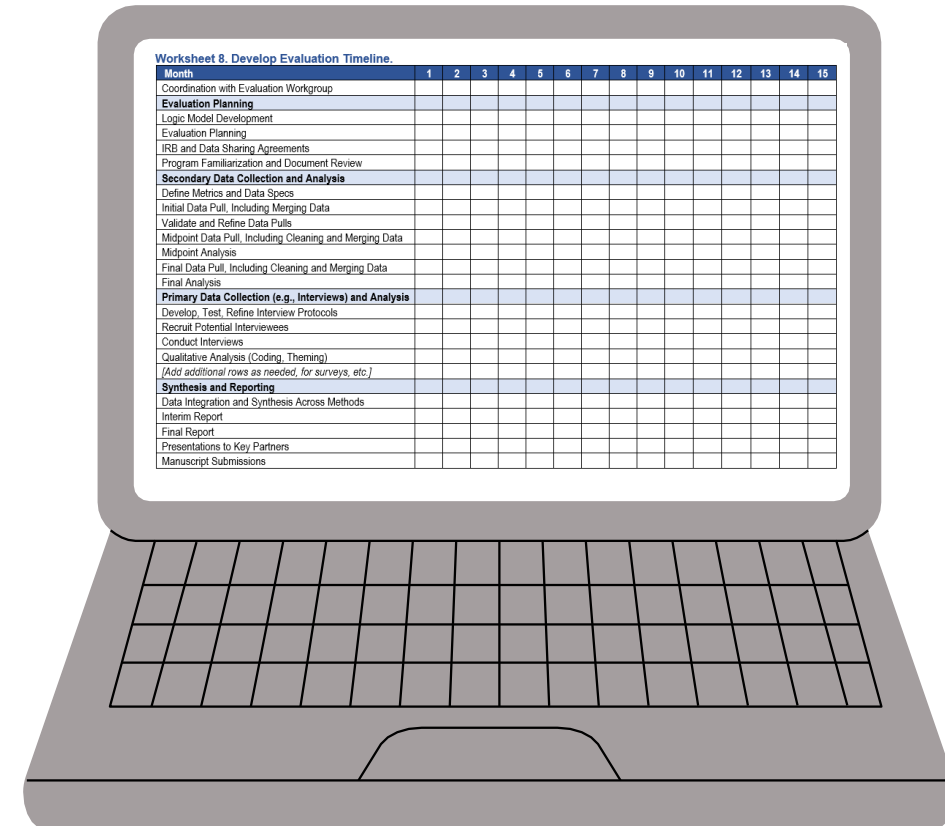 Worksheet 8. Develop Evaluation Timeline.
Month 1 2 3 4 5 6 7 8 9 10 11 12 13 14 15
Coordination with Evaluation Workgroup
Evaluation Planning
Logic Model Development
Evaluation Planning
IRB and Data Sharing Agreements
Program Familiarization and Document Review
Secondary Data Collection and Analysis
Define Metrics and Data Specs
Initial Data Pull, Including Merging Data
Validate and Refine Data Pulls
Midpoint Data Pull, Including Cleaning and Merging Data
Midpoint Analysis
Final Data Pull, Including Cleaning and Merging Data
Final Analysis
Primary Data Collection (e.g., Interviews) and Analysis
Develop, Test, Refine Interview Protocols
Recruit Potential Interviewees
Conduct Interviews
Qualitative Analysis (Coding, Theming)
[Add additional rows as needed, for surveys, etc.]
Synthesis and Reporting
Data Integration and Synthesis Across Methods
Interim Report
Final Report
Presentations to Key Partners
Manuscript Submissions